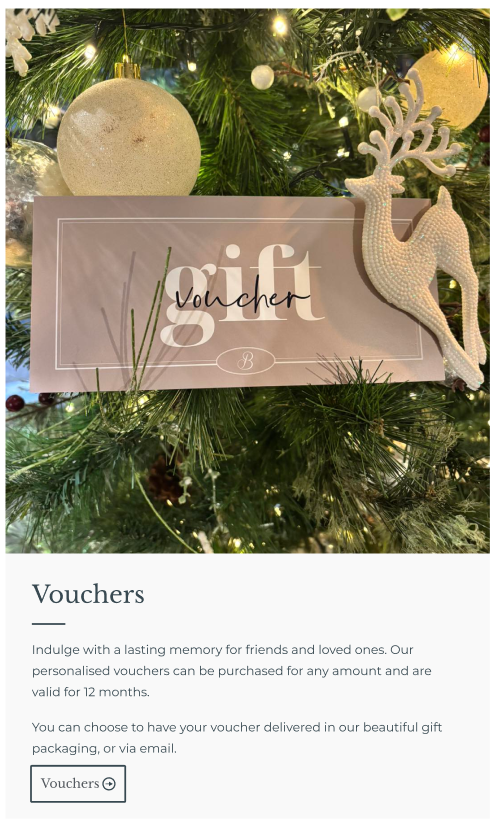 gift
voucher
B
Vouchers
Indulge with a lasting memory for friends and loved ones. Our
personalised vouchers can be purchased for any amount and are
valid for 12 months.
You can choose to have your voucher delivered in our beautiful gift
packaging, or via email.
Vouchers